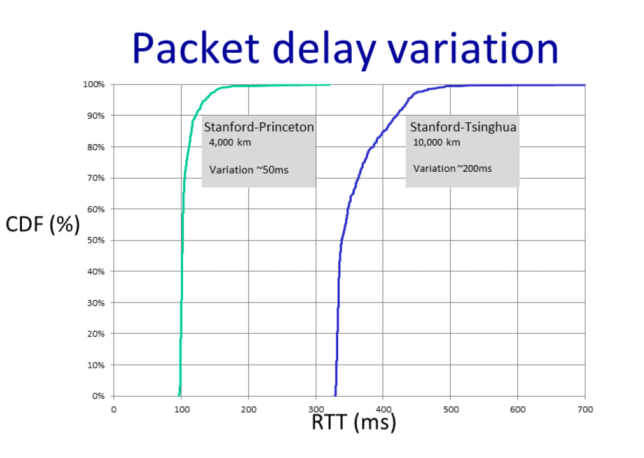 Packet delay variation
100%
90%
80%
70%
60%
50%
40%
30%
20%
10%
0%
CDF (%)
Stanford-Princeton
4,000 km
Variation ~50ms
Stanford-Tsinghua
10,000 km
Variation~200ms
0 100 200 300 400 500 600 700
RTT (ms)